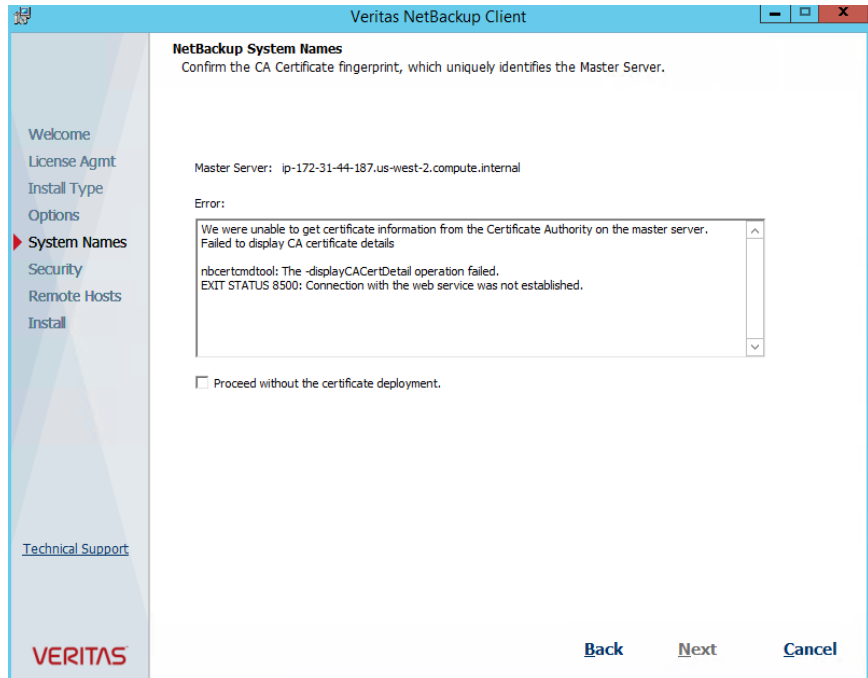 Veritas NetBackup Client
NetBackup System Names
Confirm the CA Certificate fingerprint, which uniquely identifies the Master Server.
Welcome
License Agmt
Install Type
Options
System Names
Security
Remote Hosts
Install
Master Server: ip-172-31-44-187.us-west-2.compute.internal
Error:
We were unable to get certificate information from the Certificate Authority on the master server.
Failed to display CA certificate details
nbcertcmdtool: The -displayCACertDetail operation failed.
EXIT STATUS 8500: Connection with the web service was not established.
Proceed without the certificate deployment.
Technical Support
VERITAS
Back Next Cancel